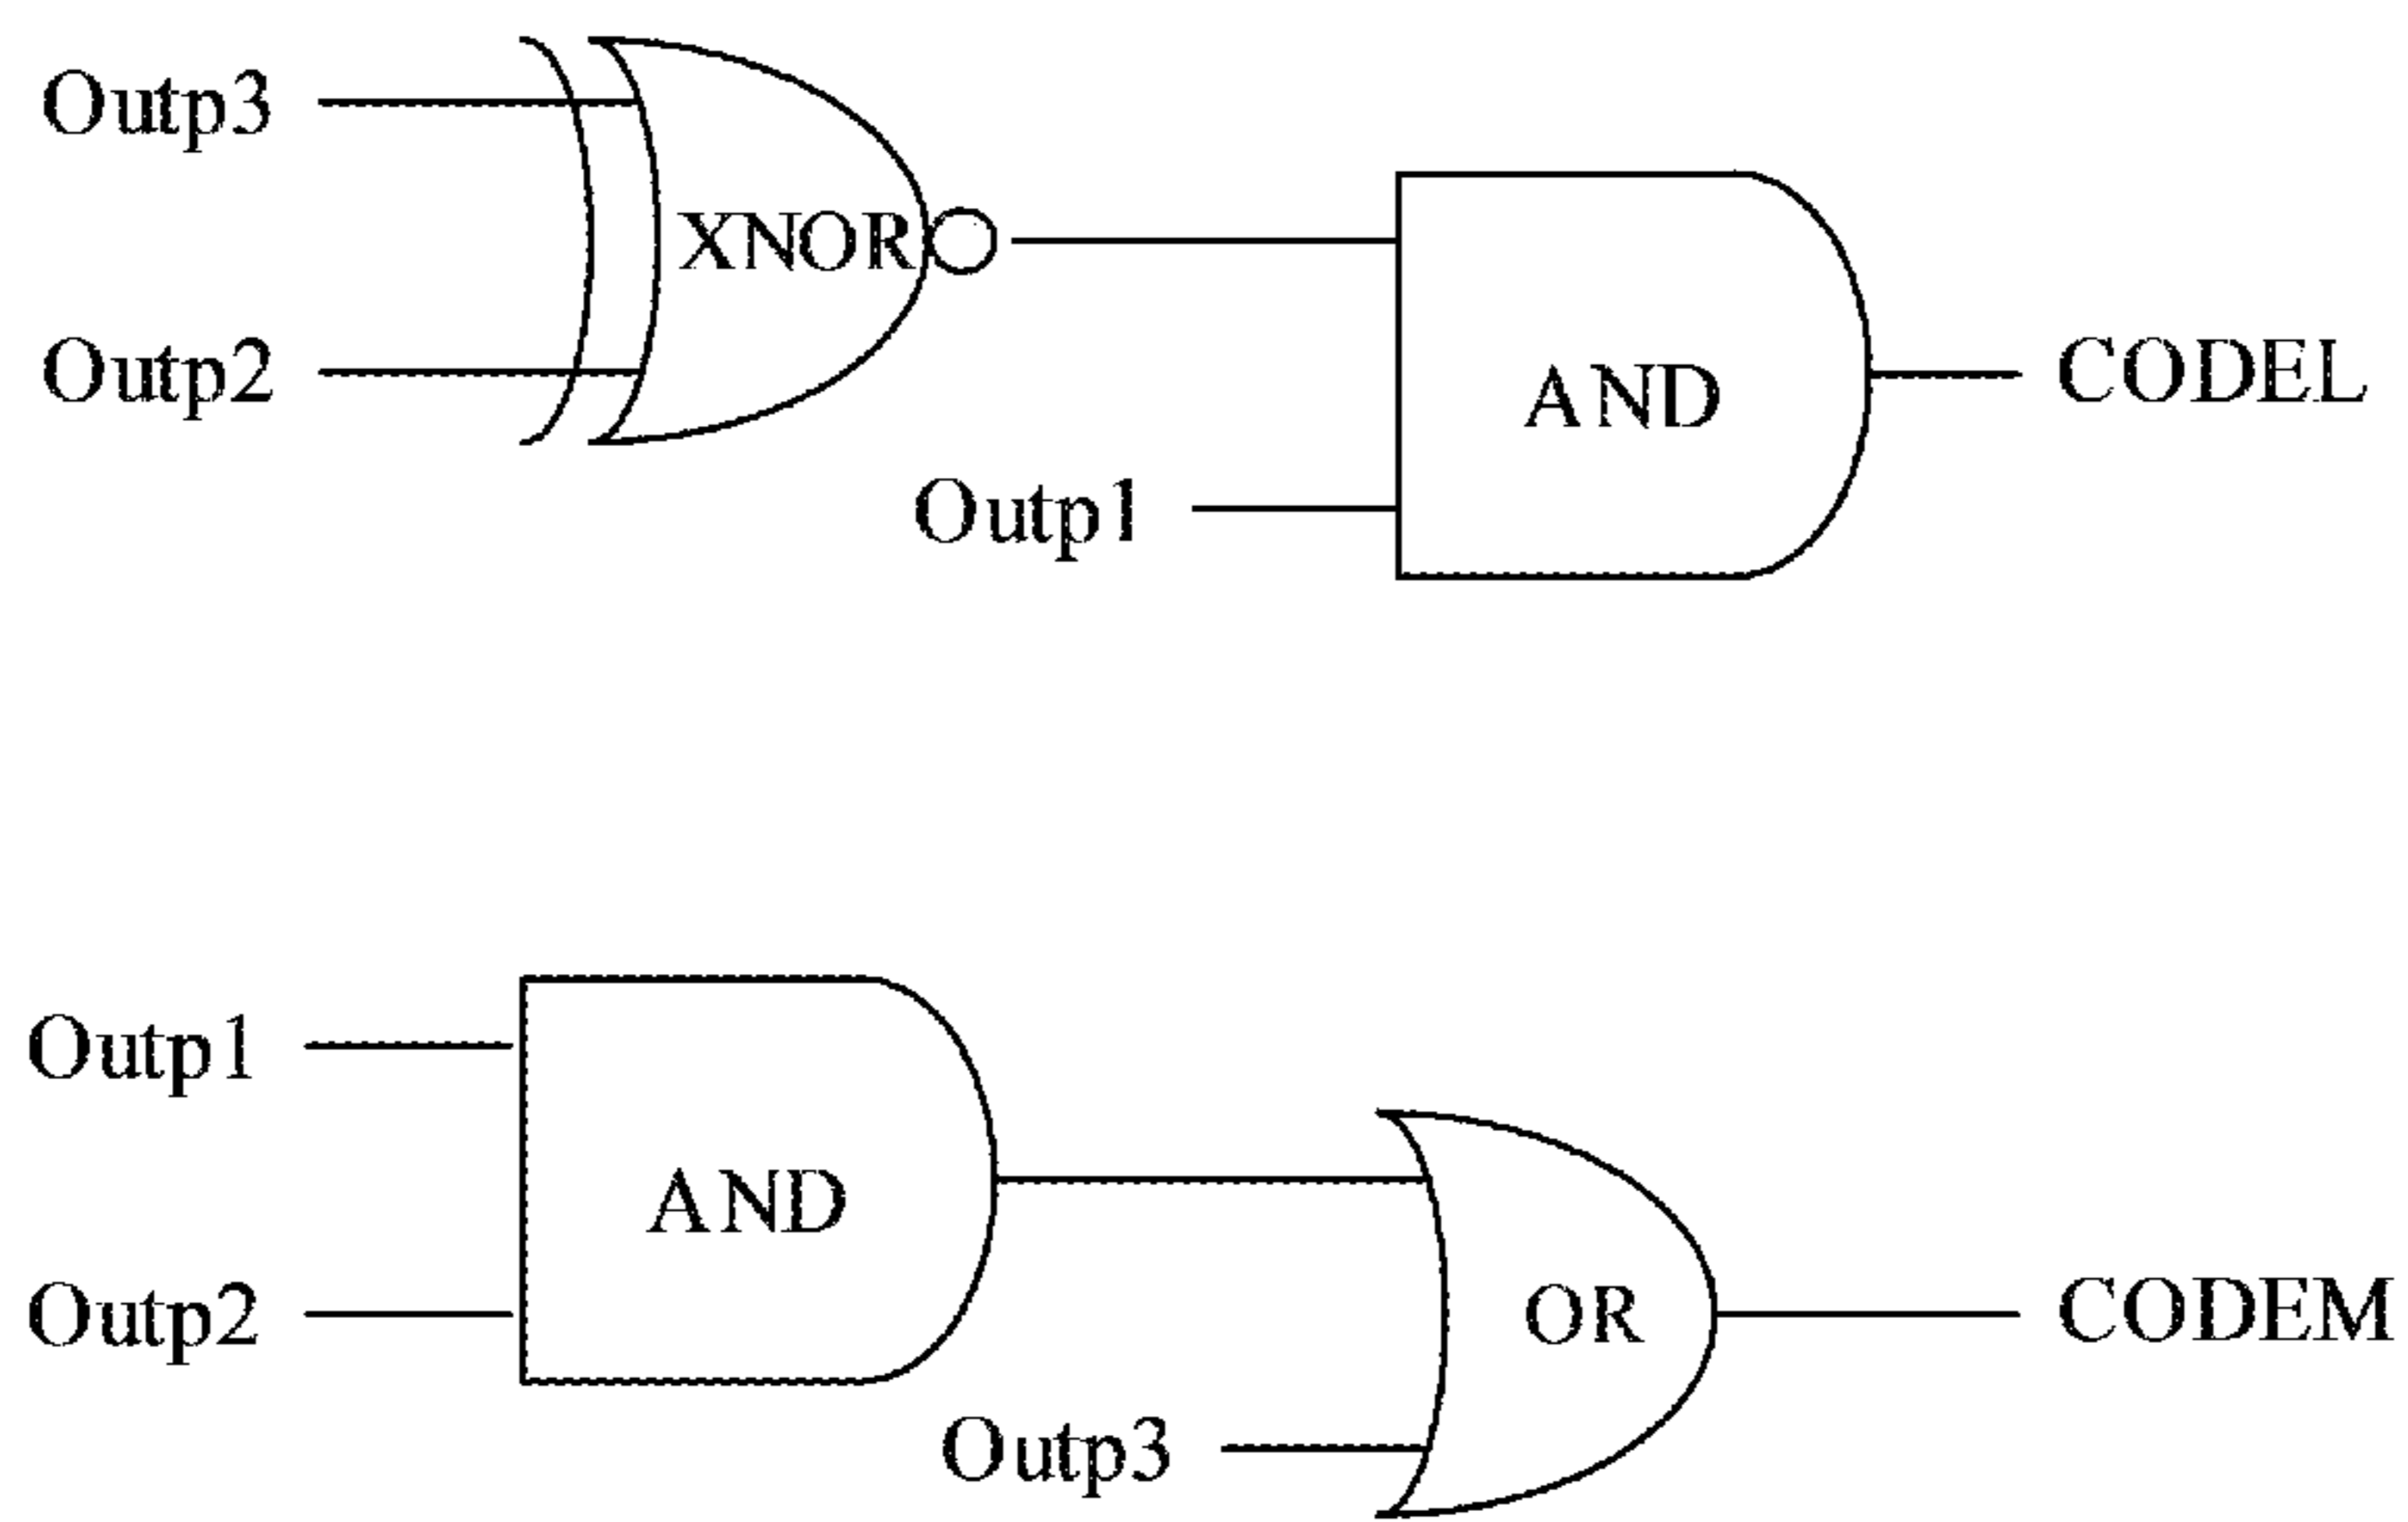 Outp3
XNOR
Outp2
AND
CODEL
Outp1
Outp1
AND
Outp2
OR
CODEM
Outp3